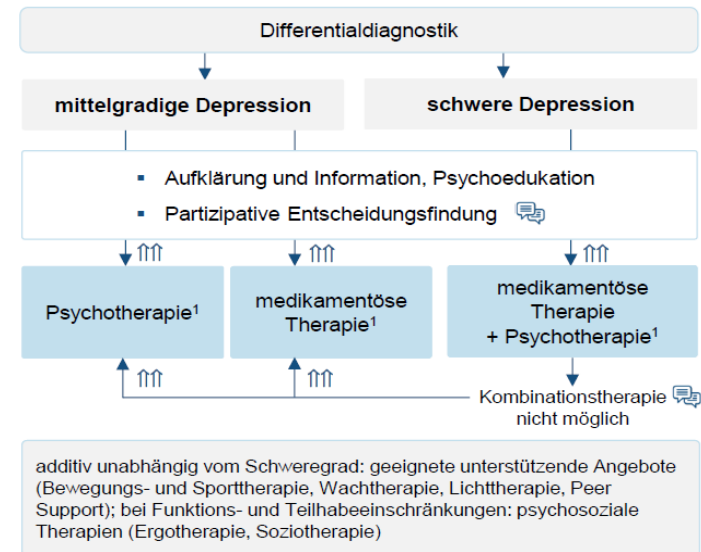 Differentialdiagnostik
mittelgradige Depression
schwere Depression
▪ Aufklärung und Information, Psychoedukation
▪ Partizipative Entscheidungsfindung
⇑⇑
⇑⇑
⇑⇑
Psychotherapie¹
medikamentöse
Therapie¹
medikamentöse
Therapie
+ Psychotherapie¹
⇑⇑
⇑⇑
Kombinationstherapie
nicht möglich
additiv unabhängig vom Schweregrad: geeignete unterstützende Angebote
(Bewegungs- und Sporttherapie, Wachtherapie, Lichttherapie, Peer
Support); bei Funktions- und Teilhabeeinschränkungen: psychosoziale
Therapien (Ergotherapie, Soziotherapie)